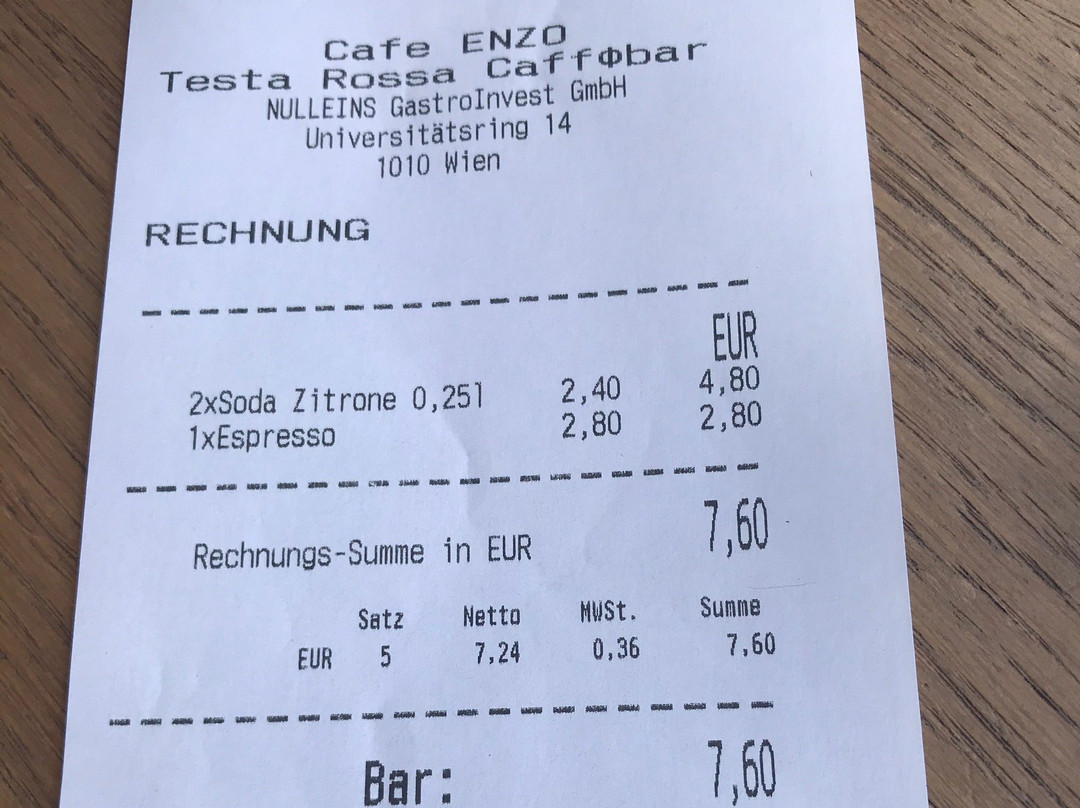 Cafe ENZO
Testa Rossa CaffΦbar
NULLEINS GastroInvest GmbH
Universitätsring 14
1010 Wien
RECHNUNG
EUR
2xSoda Zitrone 0,25l 2,40 4,80
1xEspresso 2,80 2,80
Rechnungs-Summe in EUR 7,60
Satz Netto MWSt. Summe
EUR 5 7,24 0,36 7,60
Bar: 7,60